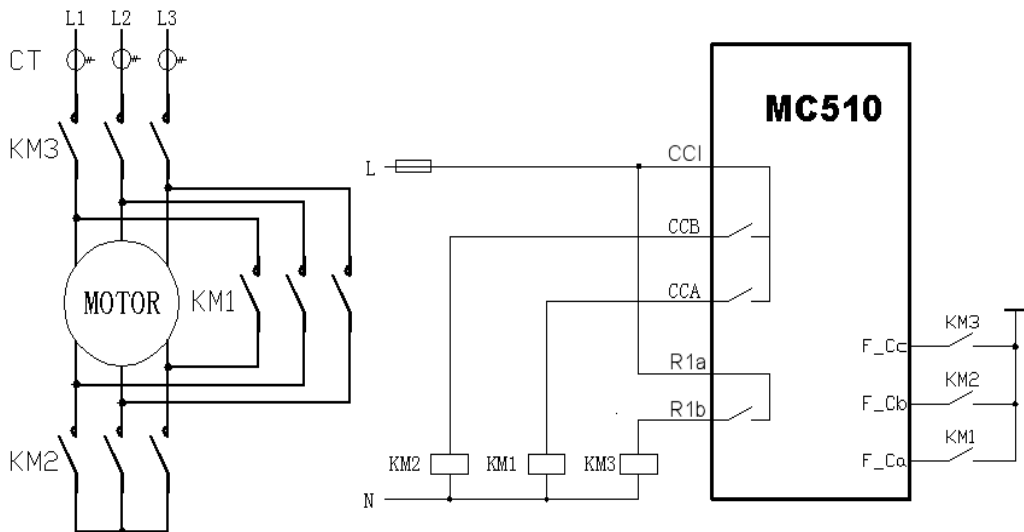 L1 L2 L3
CT
KM3
MOTOR KM1
KM2
MC510
L CCI
CCB
CCA
R1a
R1b
KM2 KM1 KM3
N
F_Cc KM3
F_Cb KM2
F_Ca KM1